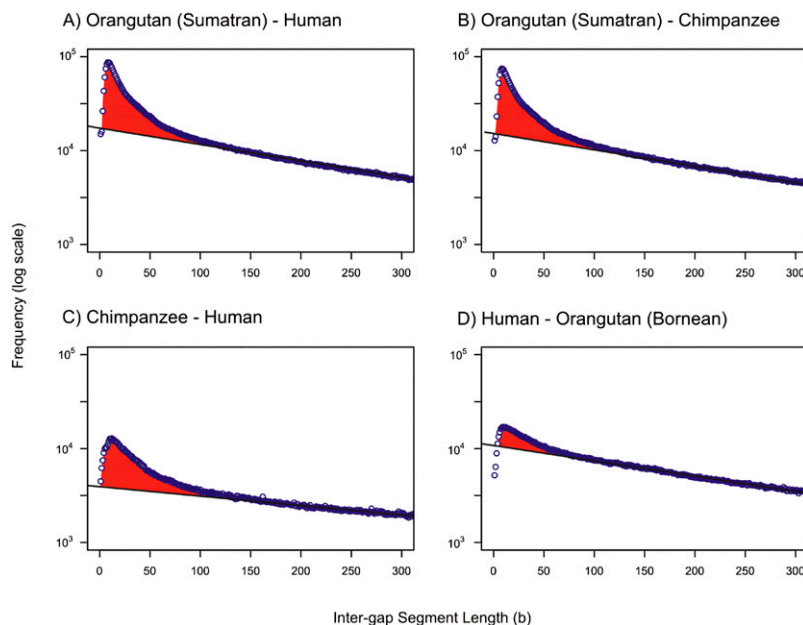 A) Orangutan (Sumatran) - Human
B) Orangutan (Sumatran) - Chimpanzee
10⁵
10⁴
10³
0 50 100 150 200 250 300
10⁵
10⁴
10³
0 50 100 150 200 250 300
Frequency (log scale)
C) Chimpanzee - Human
D) Human - Orangutan (Bornean)
10⁵
10⁴
10³
0 50 100 150 200 250 300
10⁵
10⁴
10³
0 50 100 150 200 250 300
Inter-gap Segment Length (b)